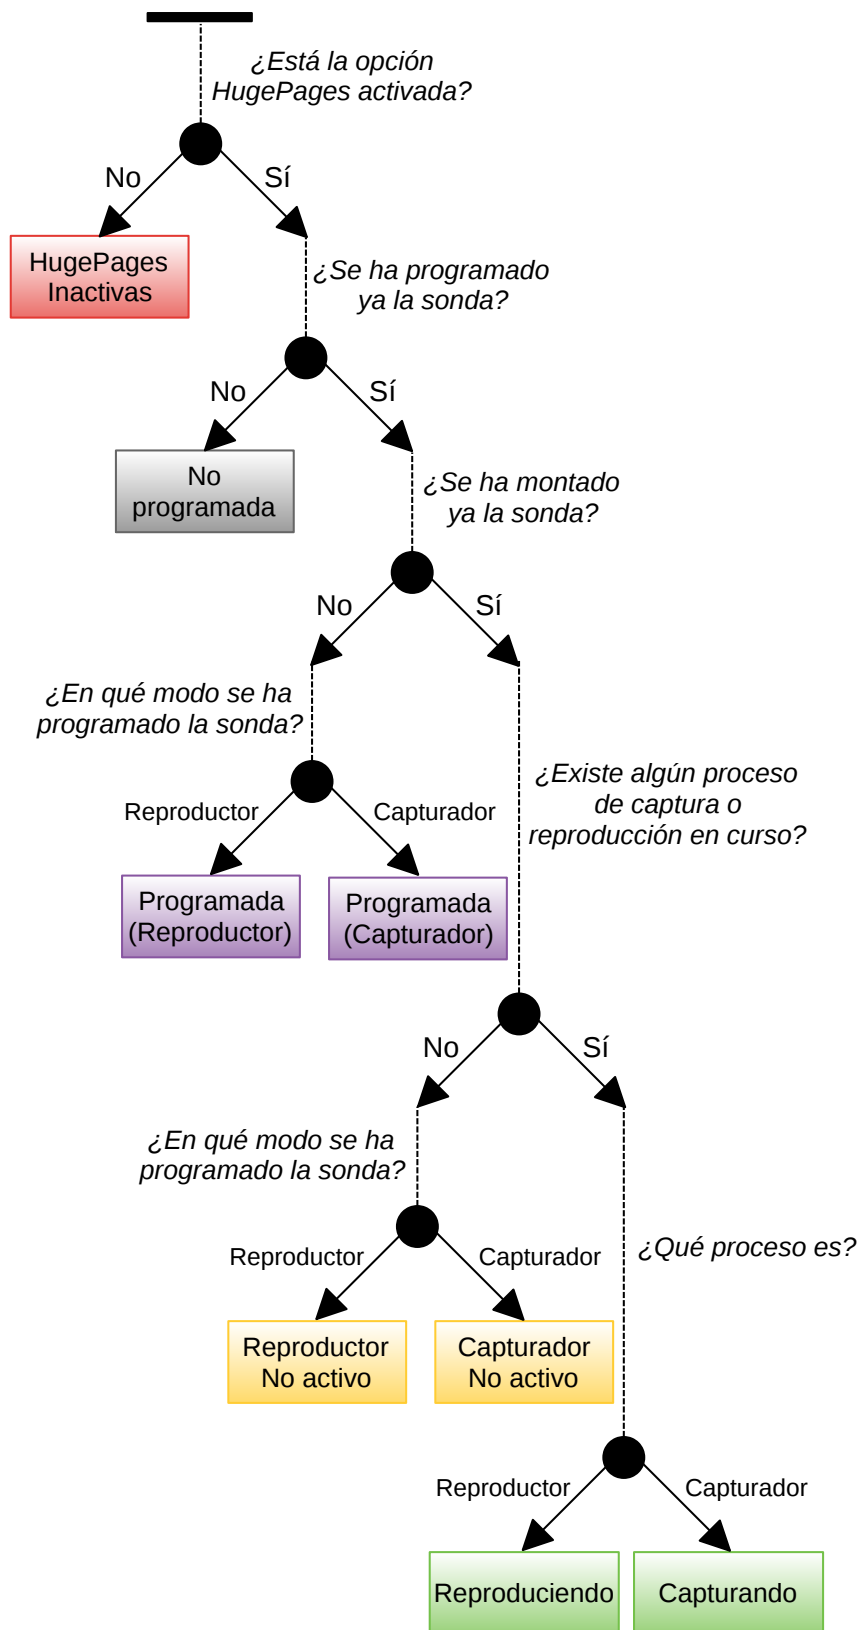 ¿Está la opción
HugePages activada?
No
Sí
HugePages
Inactivas
¿Se ha programado
ya la sonda?
No
Sí
No
programada
¿Se ha montado
ya la sonda?
No
Sí
¿En qué modo se ha
programado la sonda?
¿Existe algún proceso
de captura o
reproducción en curso?
Reproductor
Capturador
Programada
(Reproductor)
Programada
(Capturador)
No
Sí
¿En qué modo se ha
programado la sonda?
¿Qué proceso es?
Reproductor
Capturador
Reproductor
No activo
Capturador
No activo
Reproductor
Capturador
Reproduciendo
Capturando